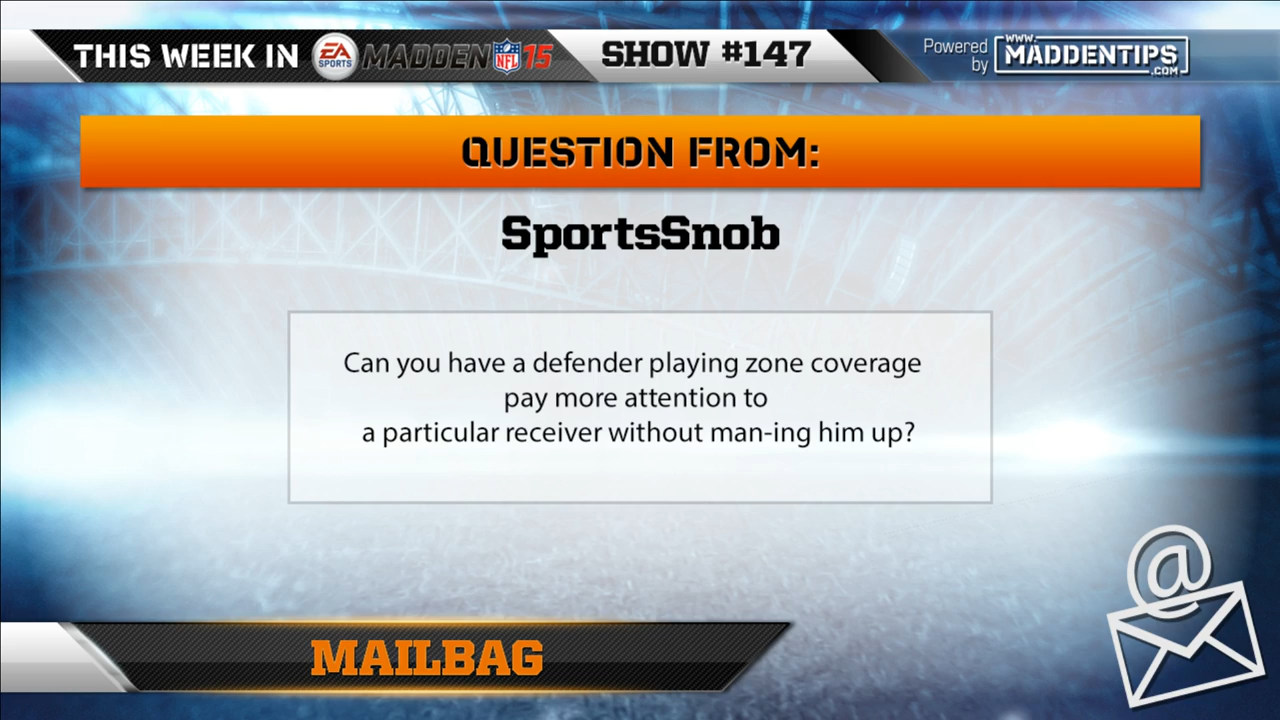 THIS WEEK IN EA SPORTS MADDEN NFL 15 SHOW #147 Powered by WWW.MADDENTIPS.COM
QUESTION FROM:
SportsSnob
Can you have a defender playing zone coverage
pay more attention to
a particular receiver without man-ing him up?
@
MAILBAG